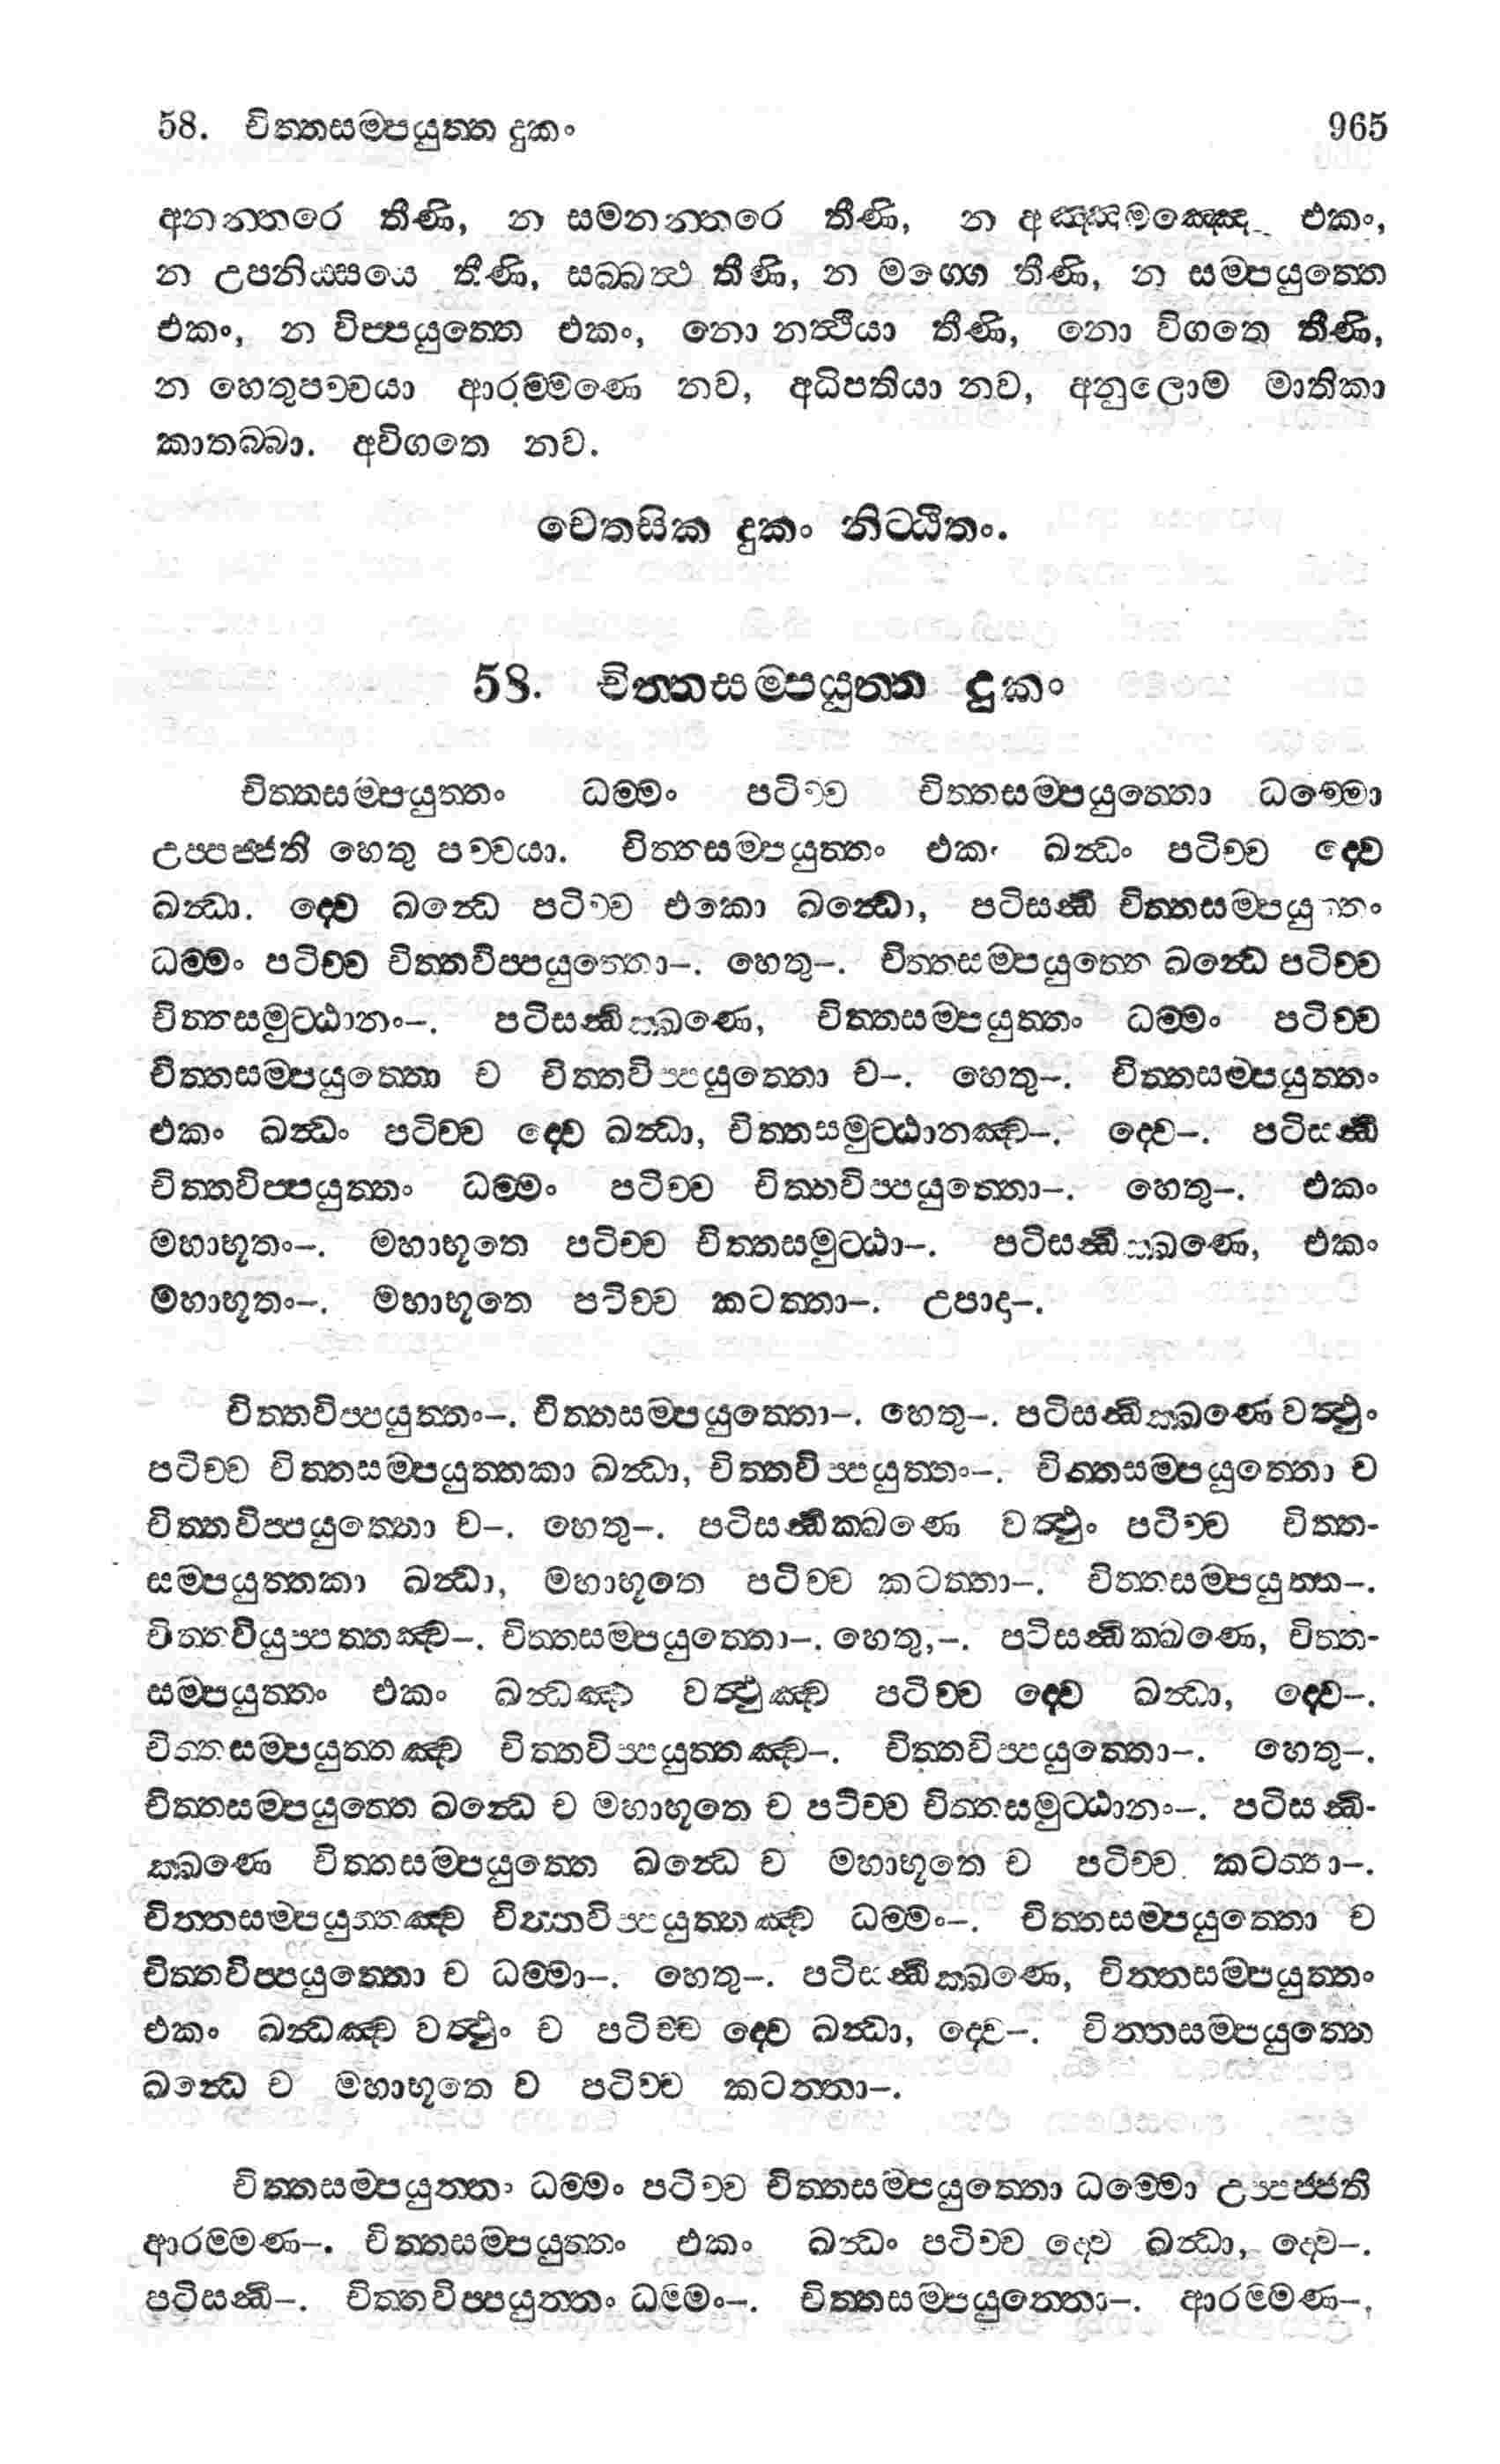 58. චිත්තසම්පයුත්ත දුකං 965
අනන්තරෙ තීණි, න සමනන්තරෙ තීණි, න අඤ්ඤමඤ්ඤෙ එකං,
න උපනිස්සයෙ තීණි, සබ්බත්ථ තීණි, න මග්ගෙ තීණි, න සම්පයුත්තෙ
එකං, න විප්පයුත්තෙ එකං, නො නත්ථියා තීණි, නො විගතෙ තීණි,
න හෙතුපච්චයා ආරම්මණෙ නව, අධිපතියා නව, අනුලොම මාතිකා
කාතබ්බා. අවිගතෙ නව.
චෙතසික දුකං නිට්ඨිතං.
58. චිත්තසම්පයුත්ත දුකං
චිත්තසම්පයුත්තං ධම්මං පටිච්ච චිත්තසම්පයුත්තො ධම්මො
උප්පජ්ජති හෙතු පච්චයා. චිත්තසම්පයුත්තං එකං ඛන්ධං පටිච්ච ද්වෙ
ඛන්ධා. ද්වෙ ඛන්ධෙ පටිච්ච එකො ඛන්ධො, පටිසන්ධි චිත්තසම්පයුත්තං
ධම්මං පටිච්ච චිත්තවිප්පයුත්තො–. හෙතු–. චිත්තසම්පයුත්තෙ ඛන්ධෙ පටිච්ච
චිත්තසමුට්ඨානං–. පටිසන්ධික්ඛණෙ, චිත්තසම්පයුත්තං ධම්මං පටිච්ච
චිත්තසම්පයුත්තො ච චිත්තවිප්පයුත්තො ච–. හෙතු–. චිත්තසම්පයුත්තං
එකං ඛන්ධං පටිච්ච ද්වෙ ඛන්ධා, චිත්තසමුට්ඨානඤ්ච–. ද්වෙ–. පටිසන්ධි
චිත්තවිප්පයුත්තං ධම්මං පටිච්ච චිත්තවිප්පයුත්තො–. හෙතු–. එකං
මහාභූතං–. මහාභූතෙ පටිච්ච චිත්තසමුට්ඨා–. පටිසන්ධික්ඛණෙ, එකං
මහාභූතං–. මහාභූතෙ පටිච්ච කටත්තා–. උපාදා–.
චිත්තවිප්පයුත්තං–. චිත්තසම්පයුත්තො–. හෙතු–. පටිසන්ධික්ඛණෙ වත්ථුං
පටිච්ච චිත්තසම්පයුත්තකා ඛන්ධා, චිත්තවිප්පයුත්තං–. චිත්තසම්පයුත්තො ච
චිත්තවිප්පයුත්තො ච–. හෙතු–. පටිසන්ධික්ඛණෙ වත්ථුං පටිච්ච චිත්ත-
සම්පයුත්තකා ඛන්ධා, මහාභූතෙ පටිච්ච කටත්තා–. චිත්තසම්පයුත්ත–.
චිත්තවියුප්පත්තඤ්ච–. චිත්තසම්පයුත්තො–. හෙතු,–. පටිසන්ධික්ඛණෙ, චිත්ත-
සම්පයුත්තං එකං ඛන්ධඤ්ච වත්ථුඤ්ච පටිච්ච ද්වෙ ඛන්ධා, ද්වෙ–.
චිත්තසම්පයුත්තඤ්ච චිත්තවිප්පයුත්තඤ්ච–. චිත්තවිප්පයුත්තො–. හෙතු–.
චිත්තසම්පයුත්තෙ ඛන්ධෙ ච මහාභූතෙ ච පටිච්ච චිත්තසමුට්ඨානං–. පටිසන්ධි-
ක්ඛණෙ චිත්තසම්පයුත්තෙ ඛන්ධෙ ච මහාභූතෙ ච පටිච්ච කටත්තා–.
චිත්තසම්පයුත්තඤ්ච චිත්තවිප්පයුත්තඤ්ච ධම්මං–. චිත්තසම්පයුත්තො ච
චිත්තවිප්පයුත්තො ච ධම්මා–. හෙතු–. පටිසන්ධික්ඛණෙ, චිත්තසම්පයුත්තං
එකං ඛන්ධඤ්ච වත්ථුං ච පටිච්ච ද්වෙ ඛන්ධා, ද්වෙ–. චිත්තසම්පයුත්තෙ
ඛන්ධෙ ච මහාභූතෙ ච පටිච්ච කටත්තා–.
චිත්තසම්පයුත්තං ධම්මං පටිච්ච චිත්තසම්පයුත්තො ධම්මො උප්පජ්ජති
ආරම්මණ–. චිත්තසම්පයුත්තං එකං ඛන්ධං පටිච්ච ද්වෙ ඛන්ධා, ද්වෙ–.
පටිසන්ධි–. චිත්තවිප්පයුත්තං ධම්මං–. චිත්තසම්පයුත්තො–. ආරම්මණ–,